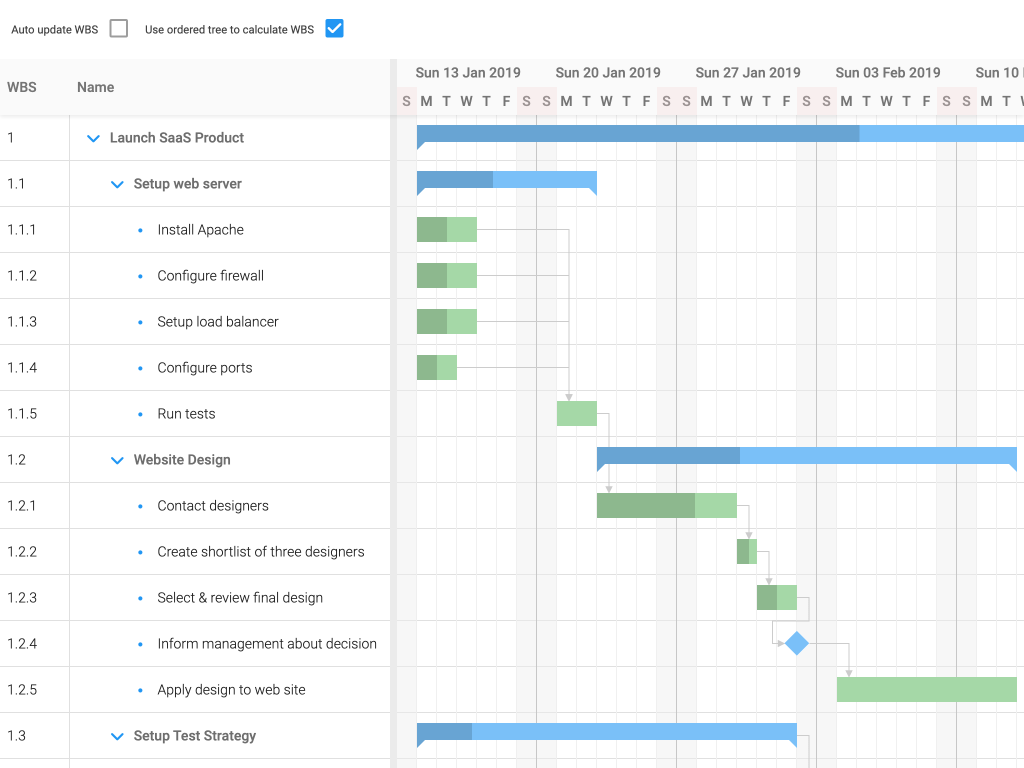 Auto update WBS Use ordered tree to calculate WBS
WBS Name
Sun 13 Jan 2019 Sun 20 Jan 2019 Sun 27 Jan 2019 Sun 03 Feb 2019 Sun 10
S M T W T F S S M T W T F S S M T W T F S S M T W T F S S M T
1 Launch SaaS Product
1.1 Setup web server
1.1.1 Install Apache
1.1.2 Configure firewall
1.1.3 Setup load balancer
1.1.4 Configure ports
1.1.5 Run tests
1.2 Website Design
1.2.1 Contact designers
1.2.2 Create shortlist of three designers
1.2.3 Select & review final design
1.2.4 Inform management about decision
1.2.5 Apply design to web site
1.3 Setup Test Strategy